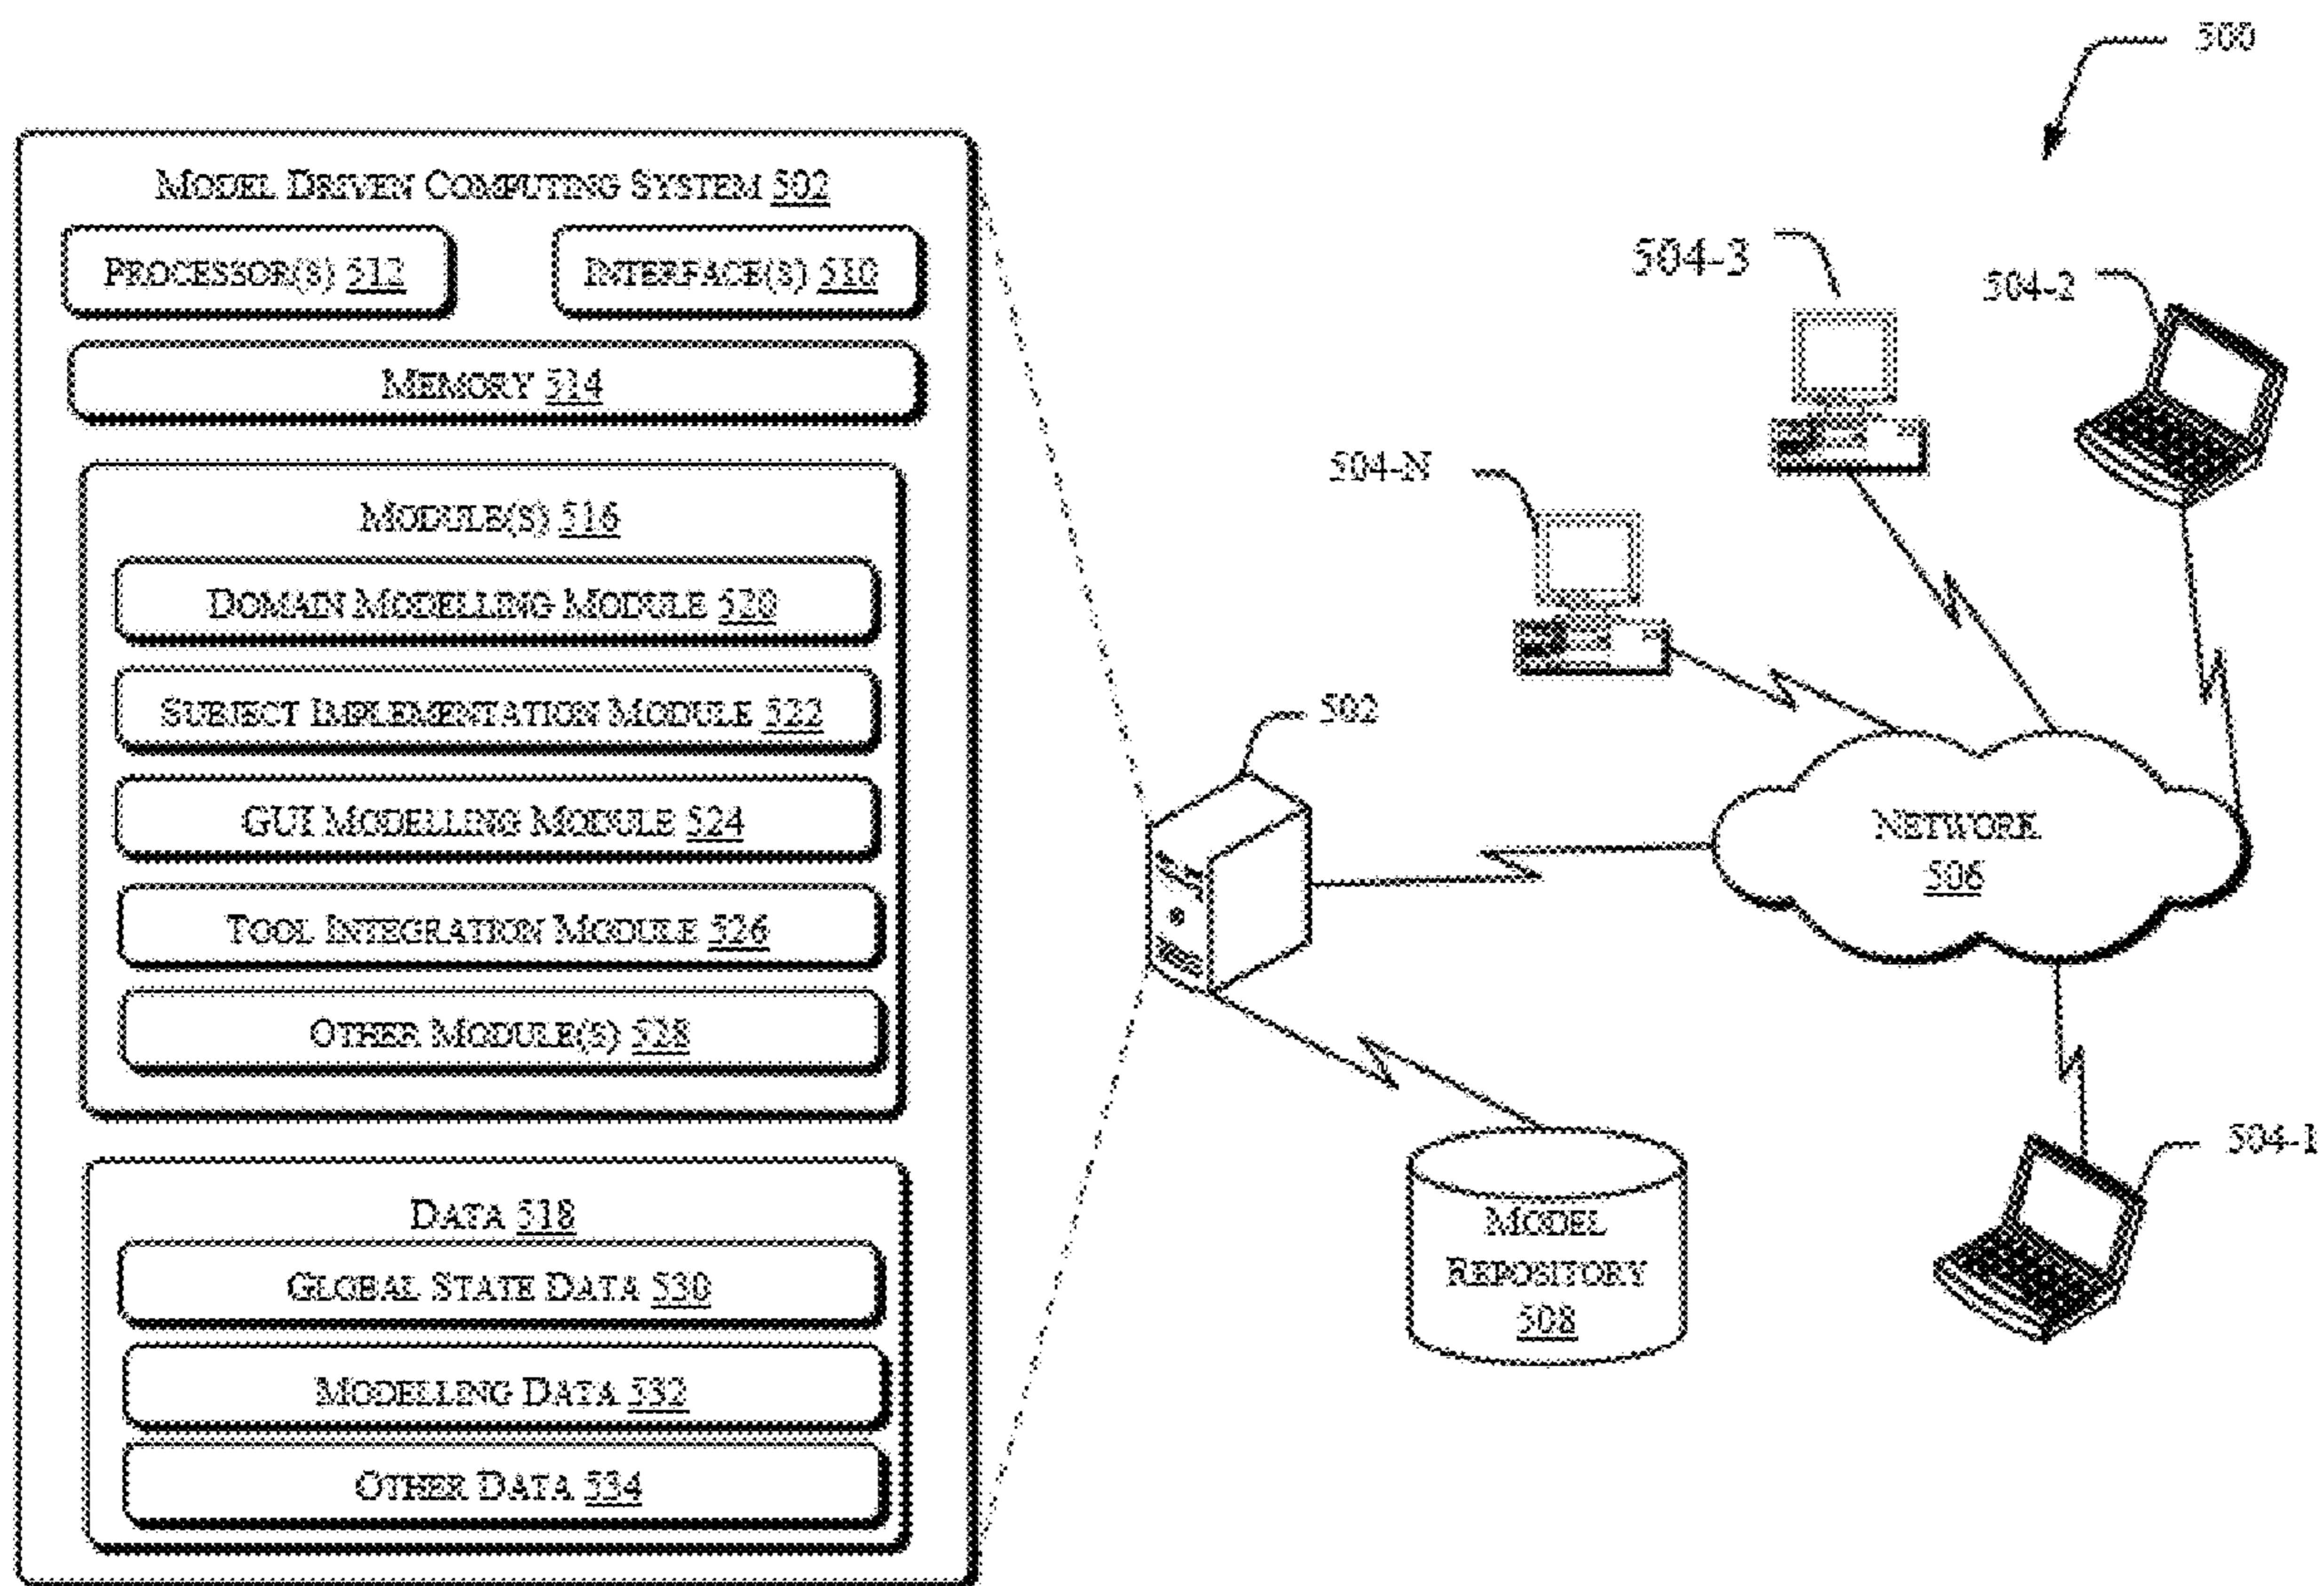 500
MODEL DRIVEN COMPUTING SYSTEM 502
PROCESSOR(S) 512
INTERFACE(S) 510
MEMORY 514
MODULE(S) 516
DOMAIN MODELLING MODULE 520
SUBJECT IMPLEMENTATION MODULE 522
GUI MODELLING MODULE 524
TOOL INTEGRATION MODULE 526
OTHER MODULE(S) 528
DATA 518
GLOBAL STATE DATA 530
MODELLING DATA 532
OTHER DATA 534
504-3
504-2
504-N
502
NETWORK
506
504-1
MODEL
REPOSITORY
508